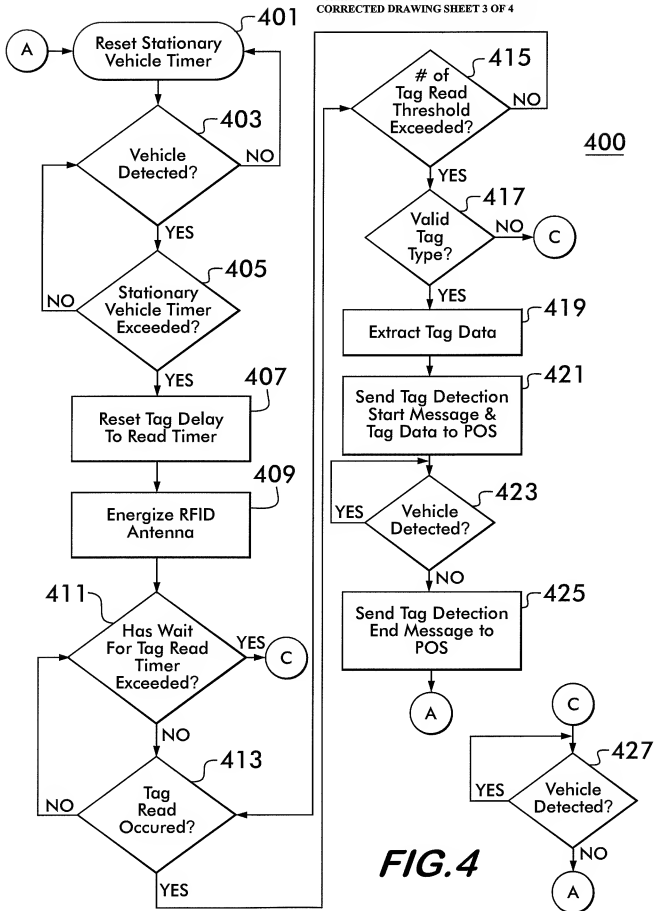 CORRECTED DRAWING SHEET 3 OF 4
A
Reset Stationary
Vehicle Timer
401
Vehicle
Detected?
403
NO
YES
Stationary
Vehicle Timer
Exceeded?
405
NO
YES
Reset Tag Delay
To Read Timer
407
Energize RFID
Antenna
409
Has Wait
For Tag Read
Timer
Exceeded?
411
YES
C
NO
Tag
Read
Occured?
413
NO
YES
# of
Tag Read
Threshold
Exceeded?
415
NO
400
YES
Valid
Tag
Type?
417
NO
C
YES
Extract Tag Data
419
Send Tag Detection
Start Message &
Tag Data to POS
421
Vehicle
Detected?
423
YES
NO
Send Tag Detection
End Message to
POS
425
A
C
Vehicle
Detected?
427
YES
NO
A
FIG.4